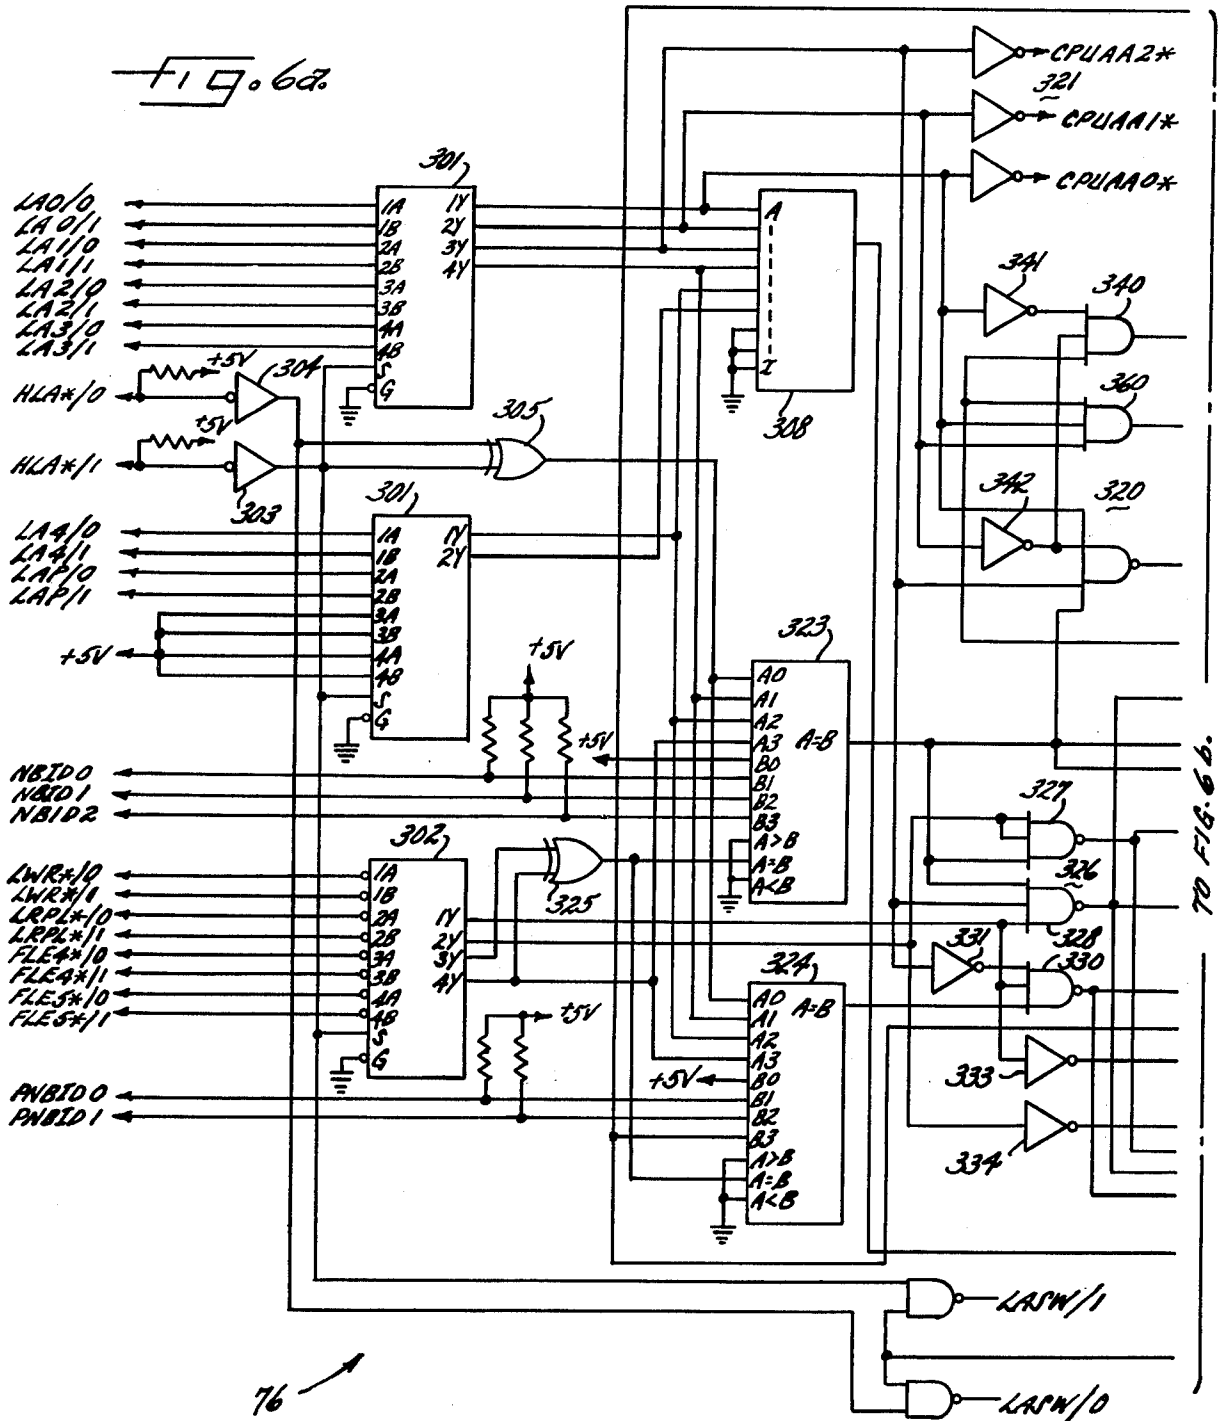 Fig. 6a.
CPUAA2*
321
CPUAA1*
CPUAA0*
301
LA0/0
LA0/1
LA1/0
LA1/1
LA2/0
LA2/1
LA3/0
LA3/1
1A
1B
2A
2B
3A
3B
4A
4B
S
G
1Y
2Y
3Y
4Y
A
I
308
341
340
360
342
320
+5V
304
HLA*/0
+5V
HLA*/1
303
305
301
LA4/0
LA4/1
LAP/0
LAP/1
+5V
1A
1B
2A
2B
3A
3B
4A
4B
S
G
1Y
2Y
+5V
+5V
323
A0
A1
A2
A3
B0
B1
B2
B3
A>B
A=B
A<B
A=B
NBID0
NBID1
NBID2
302
LWR*/0
LWR*/1
LRPL*/0
LRPL*/1
FLE4*/0
FLE4*/1
FLE5*/0
FLE5*/1
1A
1B
2A
2B
3A
3B
4A
4B
S
G
1Y
2Y
3Y
4Y
325
327
326
328
331
330
333
334
+5V
324
A0
A1
A2
A3
B0
B1
B2
B3
A>B
A=B
A<B
A=B
+5V
PNBID0
PNBID1
LASW/1
LASW/0
76
TO FIG. 6b.